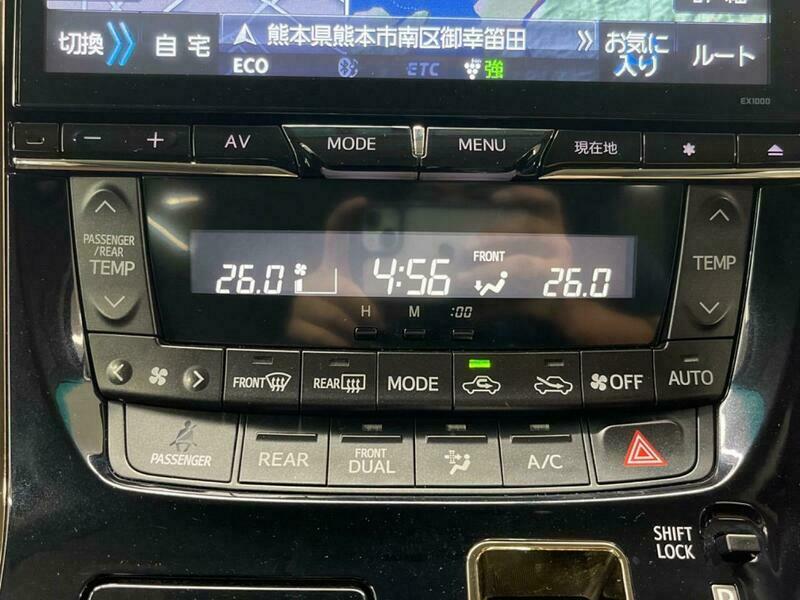 切換 自宅 熊本県熊本市南区御幸笛田 お気に入り ルート
ECO ETC 強
EX1000
− + AV MODE MENU 現在地 *
PASSENGER
/REAR
TEMP
26.0 4:56 FRONT 26.0
TEMP
H M :00
FRONT REAR MODE OFF AUTO
PASSENGER REAR FRONT DUAL A/C
SHIFT
LOCK
P